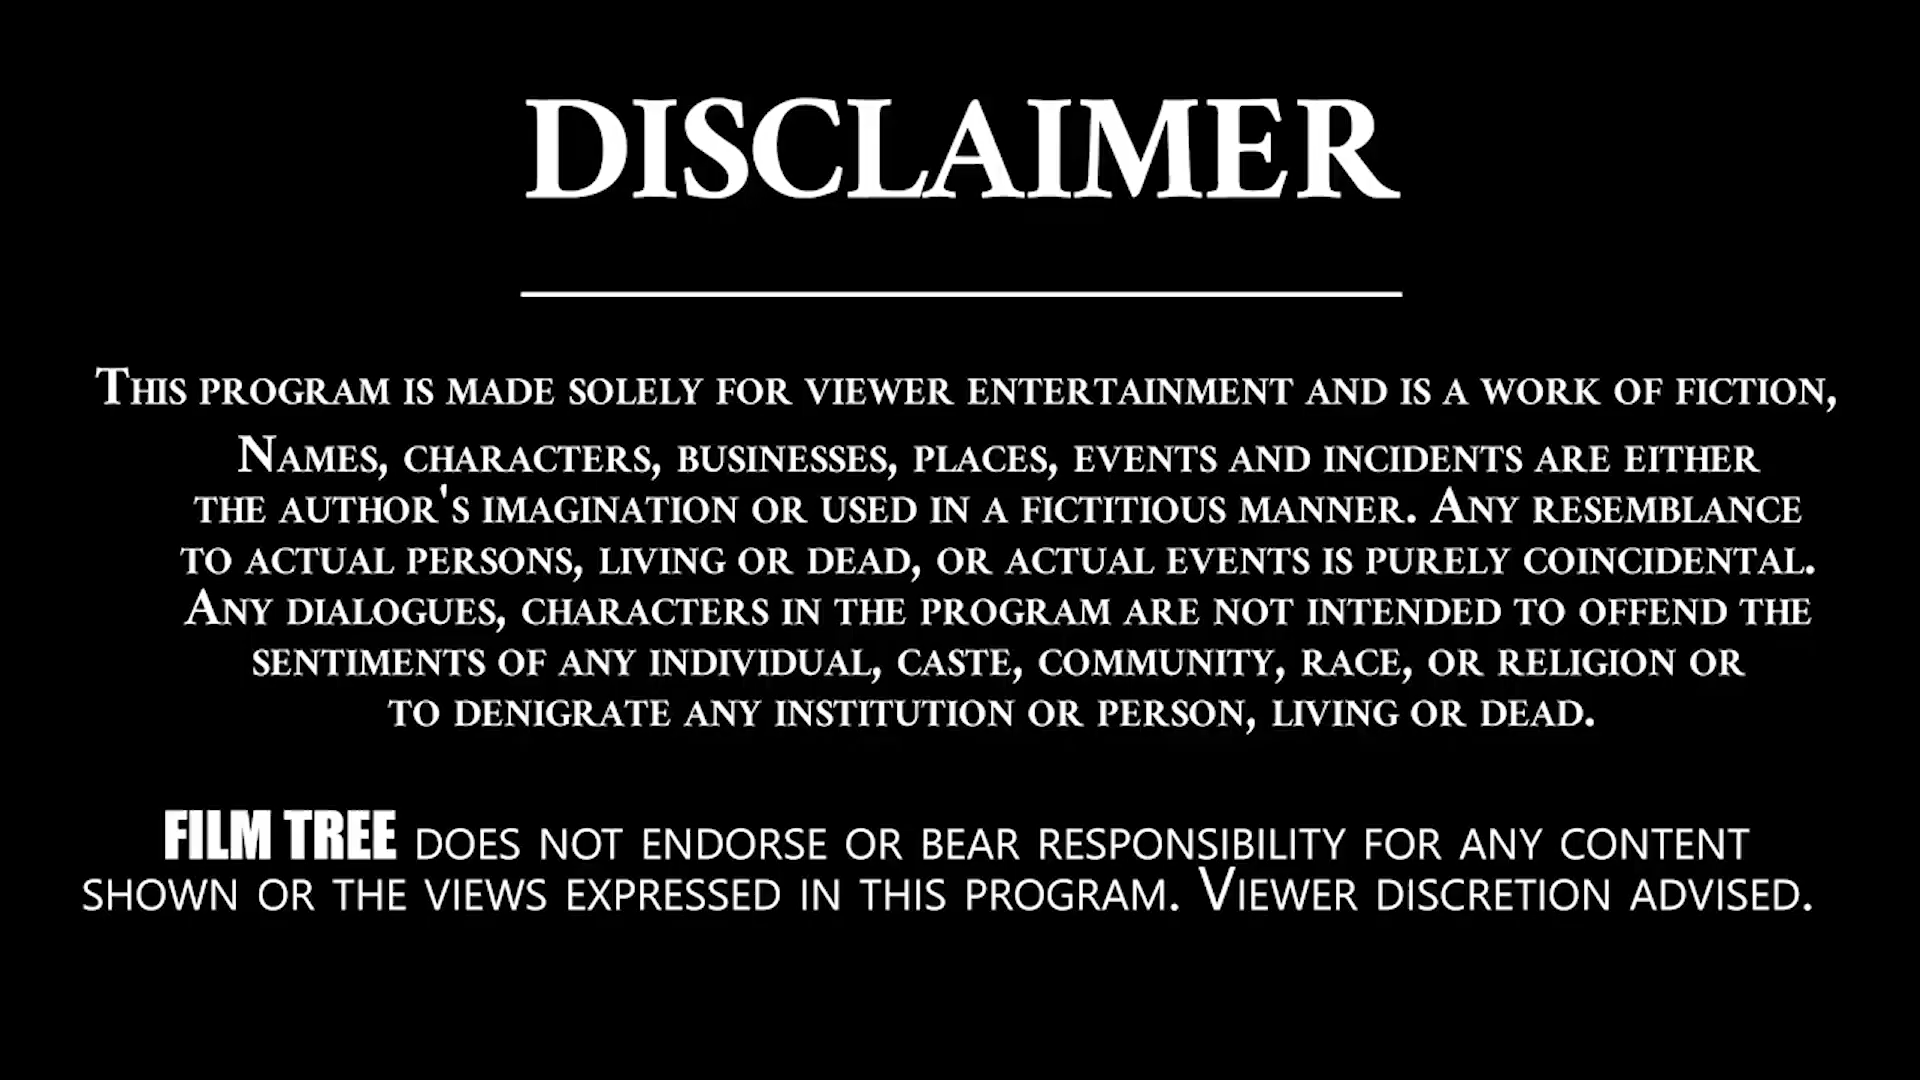 DISCLAIMER
This program is made solely for viewer entertainment and is a work of fiction,
Names, characters, businesses, places, events and incidents are either
the author's imagination or used in a fictitious manner. Any resemblance
to actual persons, living or dead, or actual events is purely coincidental.
Any dialogues, characters in the program are not intended to offend the
sentiments of any individual, caste, community, race, or religion or
to denigrate any institution or person, living or dead.
FILM TREE does not endorse or bear responsibility for any content
shown or the views expressed in this program. Viewer discretion advised.